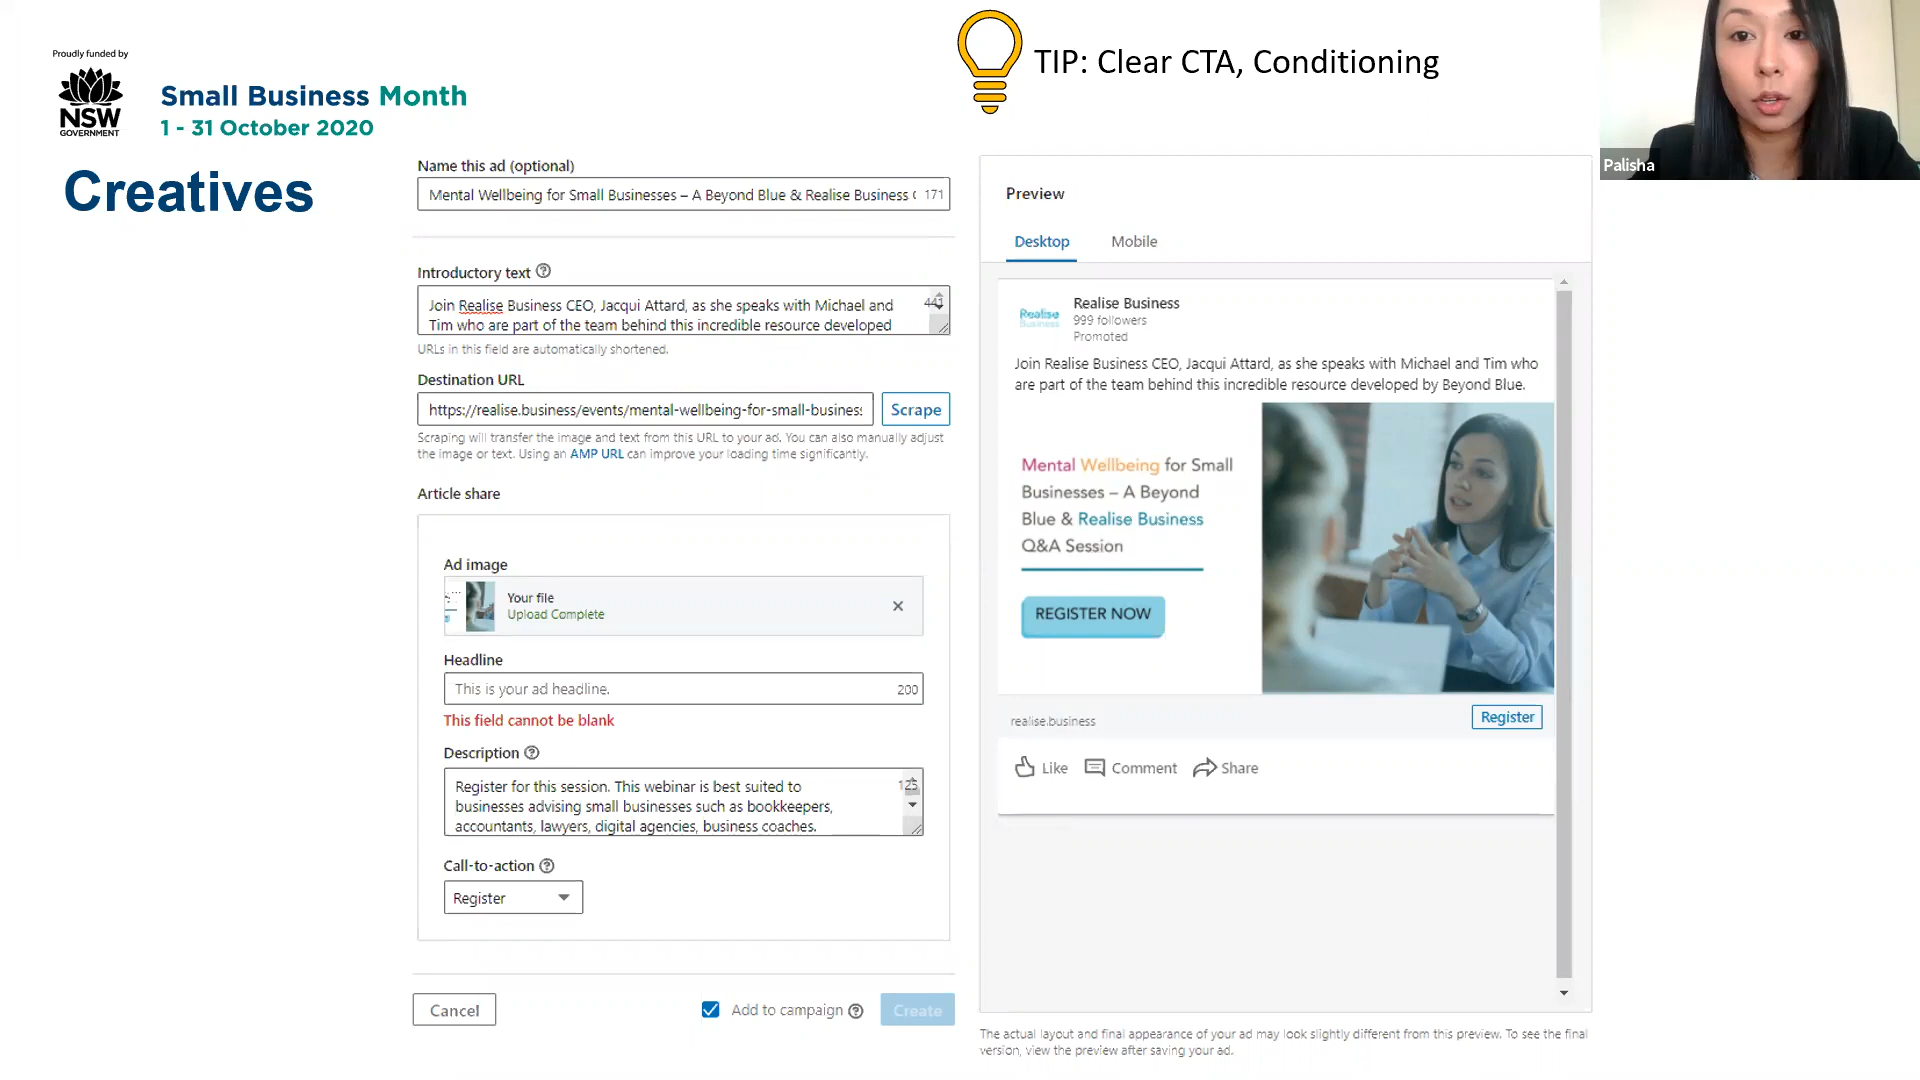 Proudly funded by
NSW
GOVERNMENT
Small Business Month
1 - 31 October 2020
Creatives
TIP: Clear CTA, Conditioning
Palisha
Name this ad (optional)
Mental Wellbeing for Small Businesses – A Beyond Blue & Realise Business 171
Introductory text
Join Realise Business CEO, Jacqui Attard, as she speaks with Michael and 441
Tim who are part of the team behind this incredible resource developed
URLs in this field are automatically shortened.
Destination URL
https://realise.business/events/mental-wellbeing-for-small-business Scrape
Scraping will transfer the image and text from this URL to your ad. You can also manually adjust
the image or text. Using an AMP URL can improve your loading time significantly.
Article share
Ad image
Your file
Upload Complete
Headline
This is your ad headline. 200
This field cannot be blank
Description
Register for this session. This webinar is best suited to 125
businesses advising small businesses such as bookkeepers,
accountants, lawyers, digital agencies, business coaches.
Call-to-action
Register
Cancel Add to campaign Create
Preview
Desktop Mobile
Realise
Business
Realise Business
999 followers
Promoted
Join Realise Business CEO, Jacqui Attard, as she speaks with Michael and Tim who
are part of the team behind this incredible resource developed by Beyond Blue.
Mental Wellbeing for Small
Businesses – A Beyond
Blue & Realise Business
Q&A Session
REGISTER NOW
realise.business Register
Like Comment Share
The actual layout and final appearance of your ad may look slightly different from this preview. To see the final
version, view the preview after saving your ad.